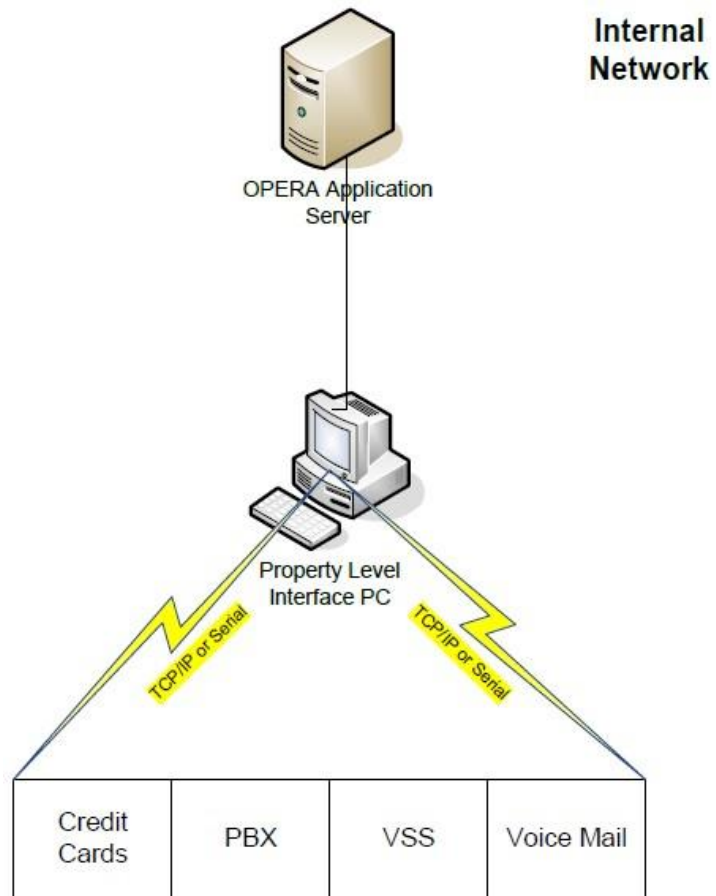 Internal
Network
OPERA Application
Server
Property Level
Interface PC
TCP/IP or Serial
TCP/IP or Serial
Credit
Cards
PBX
VSS
Voice Mail